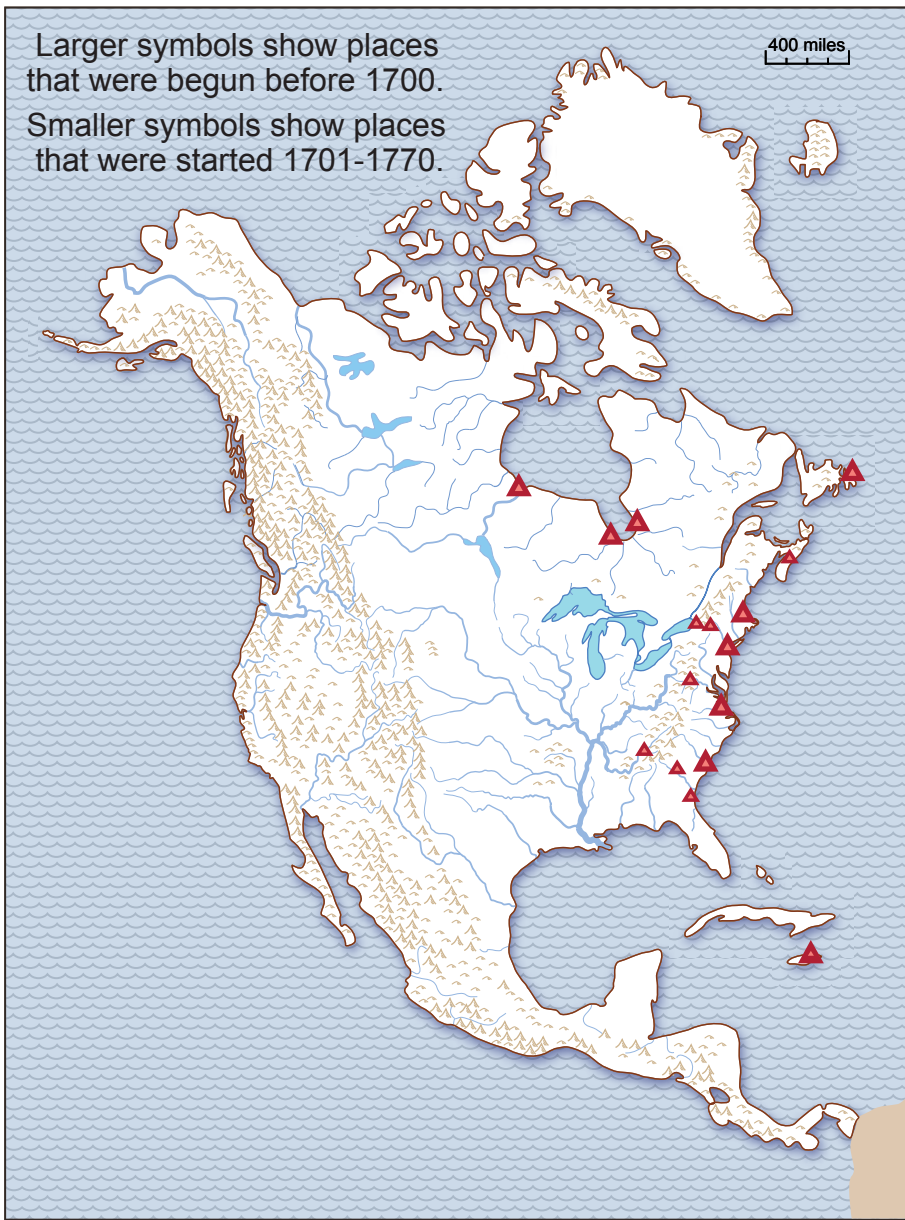 Larger symbols show places
that were begun before 1700.
Smaller symbols show places
that were started 1701-1770.
400 miles